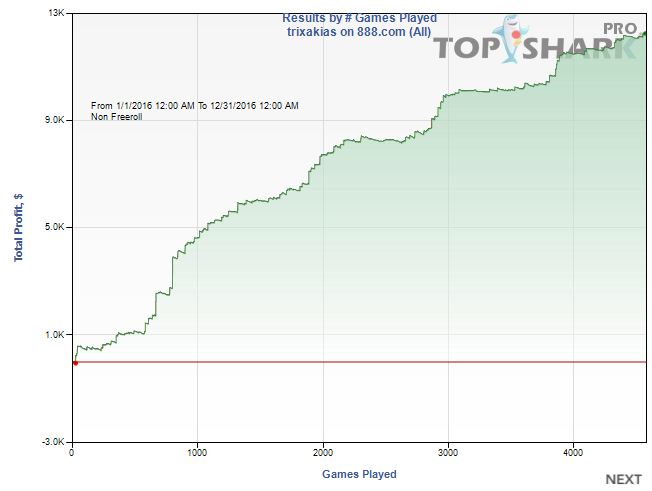 Results by # Games Played
trixakias on 888.com (All)
PRO
TOP SHARK
From 1/1/2016 12:00 AM To 12/31/2016 12:00 AM
Non Freeroll
13K
9.0K
5.0K
1.0K
-3.0K
Total Profit, $
0
1000
2000
3000
4000
Games Played
NEXT